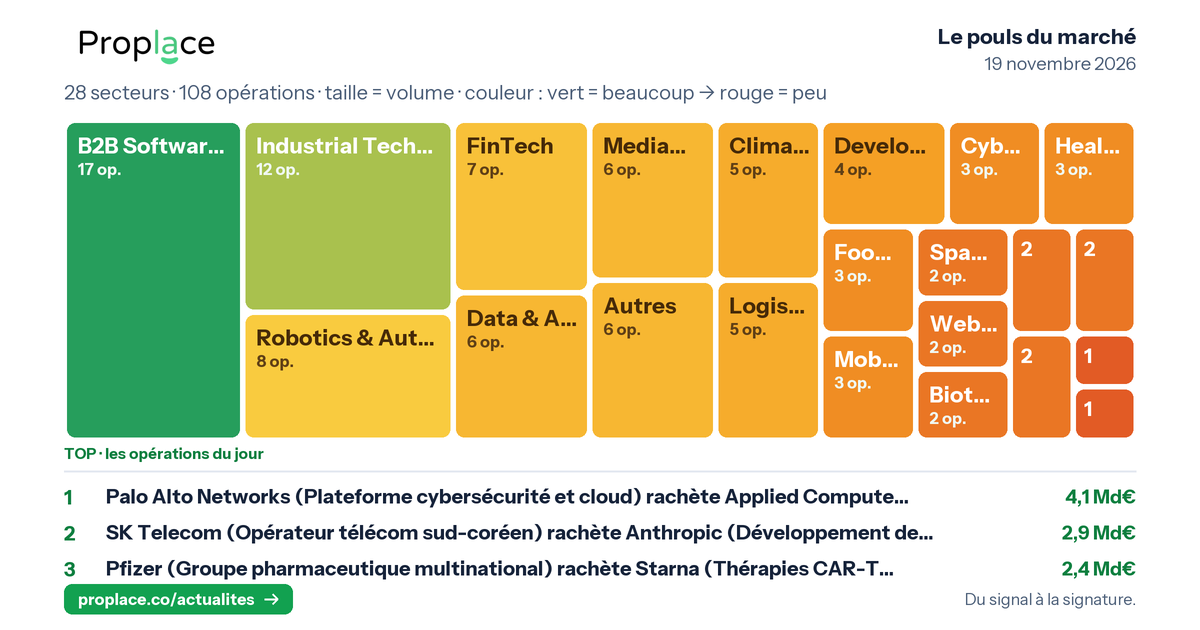 Proplace
Le pouls du marché
19 novembre 2026
28 secteurs · 108 opérations · taille = volume · couleur : vert = beaucoup → rouge = peu
B2B Softwar...
17 op.
Industrial Tech...
12 op.
Robotics & Aut...
8 op.
FinTech
7 op.
Data & A...
6 op.
Media...
6 op.
Autres
6 op.
Clima...
5 op.
Logis...
5 op.
Develo...
4 op.
Cyb...
3 op.
Heal...
3 op.
Foo...
3 op.
Mob...
3 op.
Spa...
2 op.
Web...
2 op.
Biot...
2 op.
2
2
2
1
1
TOP · les opérations du jour
1 Palo Alto Networks (Plateforme cybersécurité et cloud) rachète Applied Compute... 4,1 Md€
2 SK Telecom (Opérateur télécom sud-coréen) rachète Anthropic (Développement de... 2,9 Md€
3 Pfizer (Groupe pharmaceutique multinational) rachète Starna (Thérapies CAR-T... 2,4 Md€
proplace.co/actualites →
Du signal à la signature.